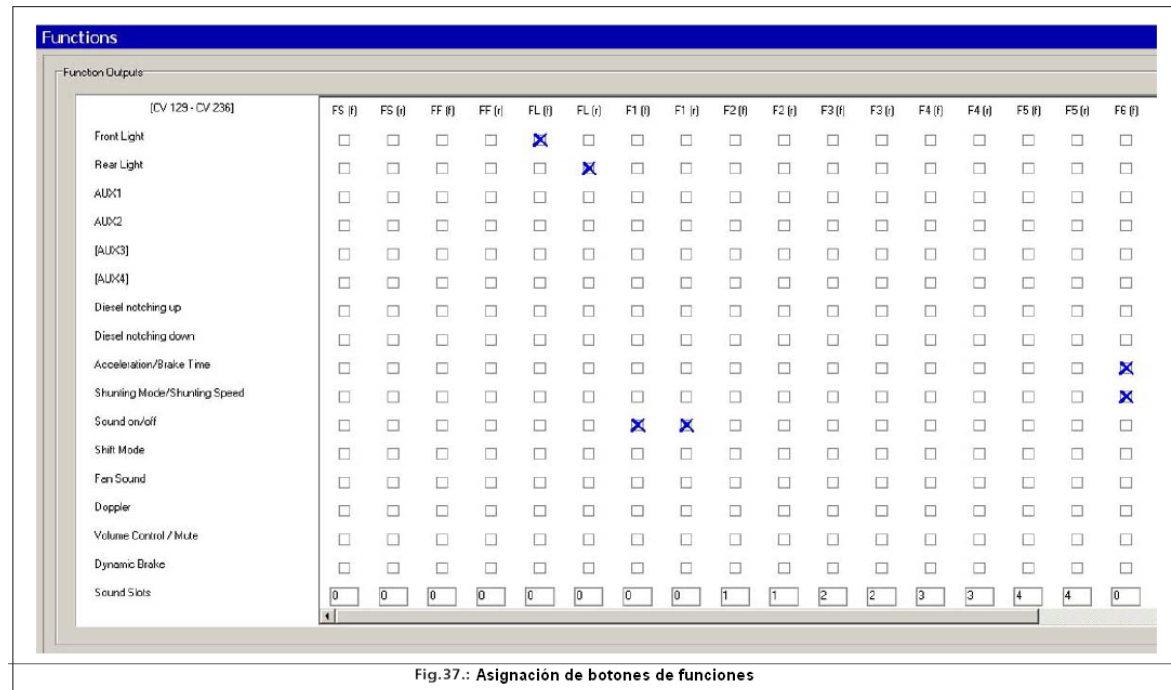 Functions
Function Outputs
[CV 129 - CV 236] FS (f) FS (r) FF (f) FF (r) FL (f) FL (r) F1 (f) F1 (r) F2 (f) F2 (r) F3 (f) F3 (r) F4 (f) F4 (r) F5 (f) F5 (r) F6 (f)
Front Light
Rear Light
AUX1
AUX2
[AUX3]
[AUX4]
Diesel notching up
Diesel notching down
Acceleration/Brake Time
Shunting Mode/Shunting Speed
Sound on/off
Shift Mode
Fan Sound
Doppler
Volume Control / Mute
Dynamic Brake
Sound Slots 0 0 0 0 0 0 0 0 1 1 2 2 3 3 4 4 0
Fig.37.: Asignación de botones de funciones